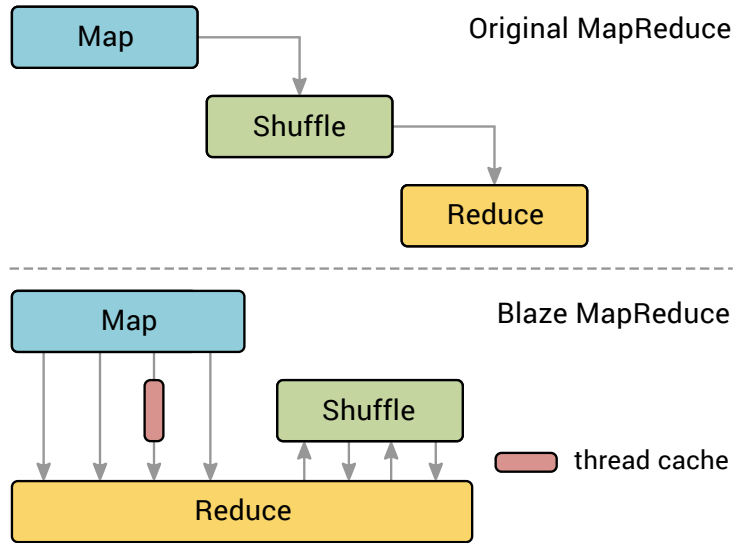 Original MapReduce
Map
Shuffle
Reduce
Blaze MapReduce
Map
Shuffle
thread cache
Reduce